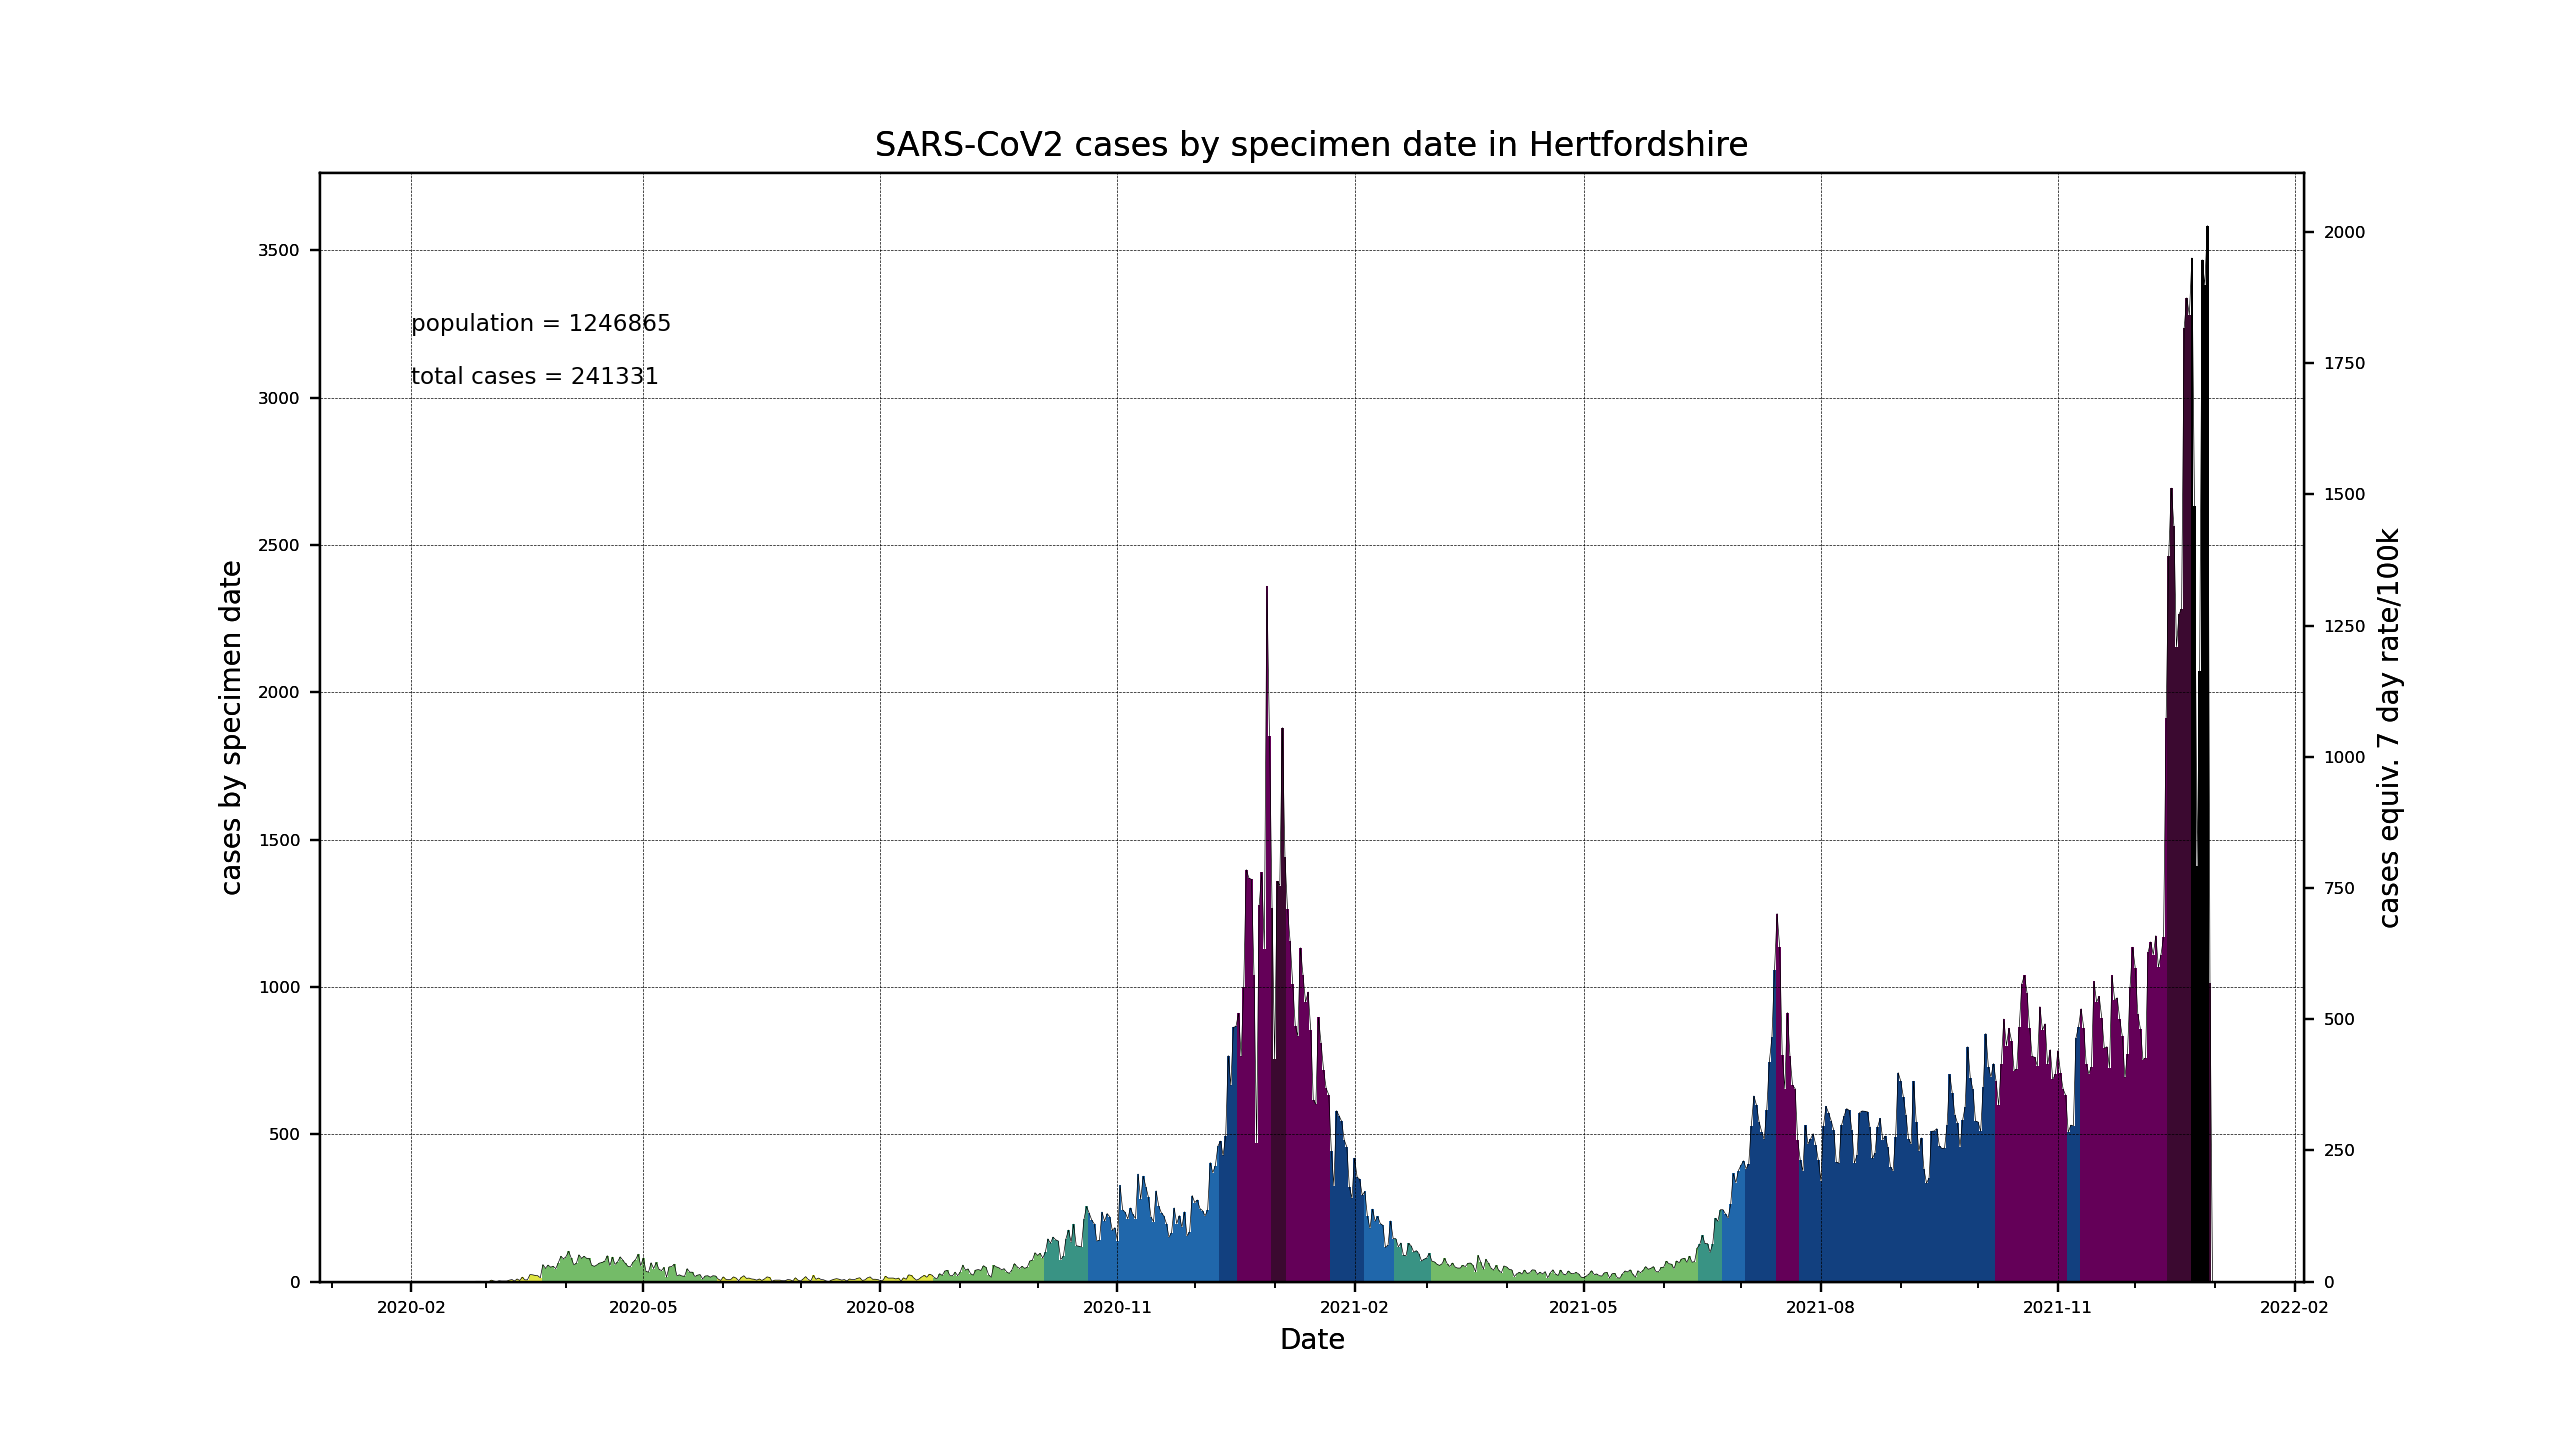 SARS-CoV2 cases by specimen date in Hertfordshire
population = 1246865
total cases = 241331
cases by specimen date
3500
3000
2500
2000
1500
1000
500
0
2000
1750
1500
1250
1000
750
500
250
0
cases equiv. 7 day rate/100k
2020-02 2020-05 2020-08 2020-11 2021-02 2021-05 2021-08 2021-11 2022-02
Date